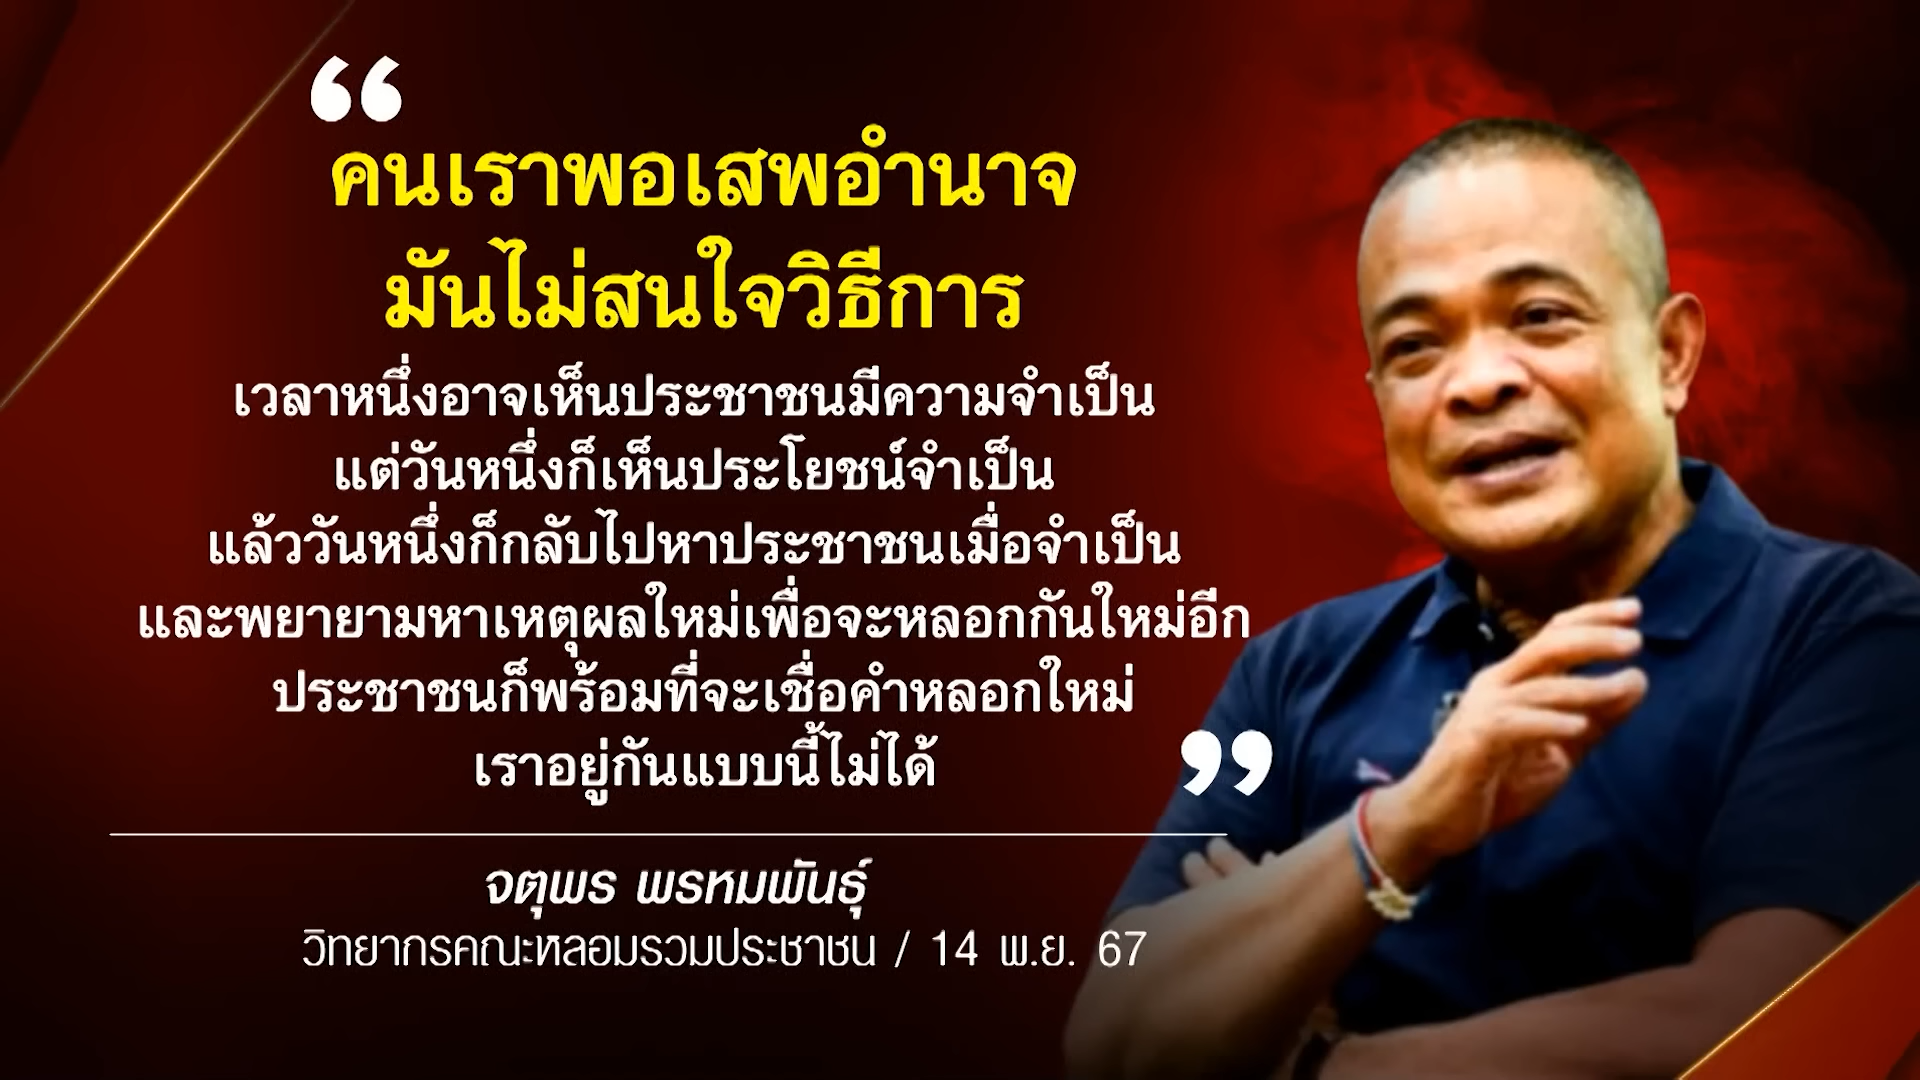 “
คนเราพอเสพอำนาจ
มันไม่สนใจวิธีการ
เวลาหนึ่งอาจเห็นประชาชนมีความจำเป็น
แต่วันหนึ่งก็เห็นประโยชน์จำเป็น
แล้ววันหนึ่งก็กลับไปหาประชาชนเมื่อจำเป็น
และพยายามหาเหตุผลใหม่เพื่อจะหลอกกันใหม่อีก
ประชาชนก็พร้อมที่จะเชื่อคำหลอกใหม่
เราอยู่กันแบบนี้ไม่ได้ ”
จตุพร พรหมพันธุ์
วิทยากรคณะหลอมรวมประชาชน / 14 พ.ย. 67